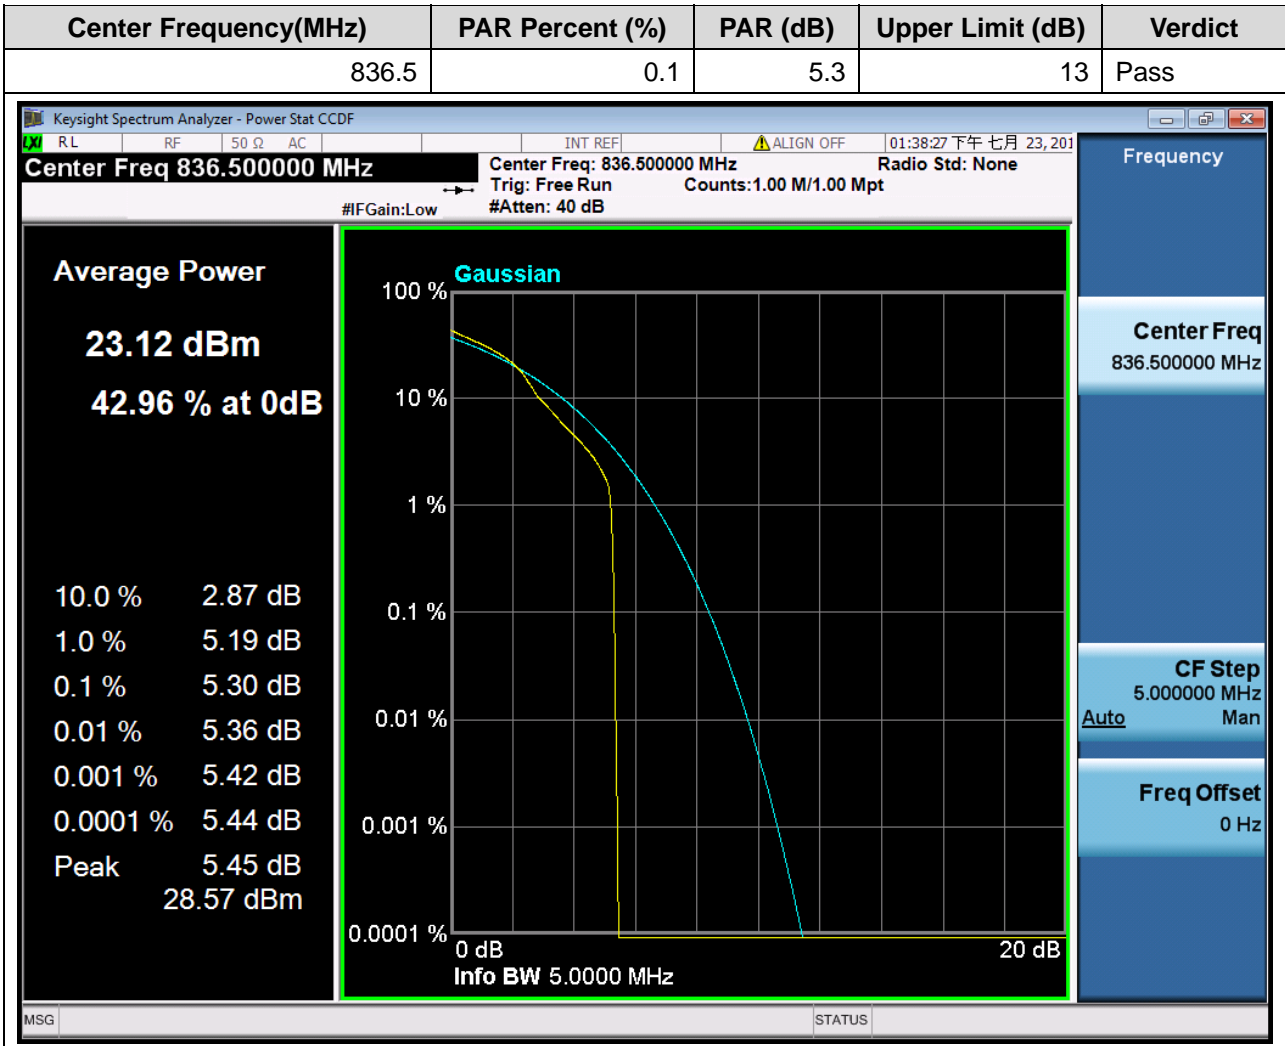 Center Frequency(MHz) PAR Percent (%) PAR (dB) Upper Limit (dB) Verdict
836.5 0.1 5.3 13 Pass
Keysight Spectrum Analyzer - Power Stat CCDF
LXI RL RF 50 Ω AC INT REF ALIGN OFF 01:38:27 下午 七月 23, 201
Center Freq 836.500000 MHz
Center Freq: 836.500000 MHz Radio Std: None
Trig: Free Run Counts:1.00 M/1.00 Mpt
#IFGain:Low #Atten: 40 dB
Frequency
Average Power
23.12 dBm
42.96 % at 0dB
10.0 % 2.87 dB
1.0 % 5.19 dB
0.1 % 5.30 dB
0.01 % 5.36 dB
0.001 % 5.42 dB
0.0001 % 5.44 dB
Peak 5.45 dB
28.57 dBm
Gaussian
100 %
10 %
1 %
0.1 %
0.01 %
0.001 %
0.0001 %
0 dB 20 dB
Info BW 5.0000 MHz
Center Freq
836.500000 MHz
CF Step
5.000000 MHz
Auto Man
Freq Offset
0 Hz
MSG STATUS